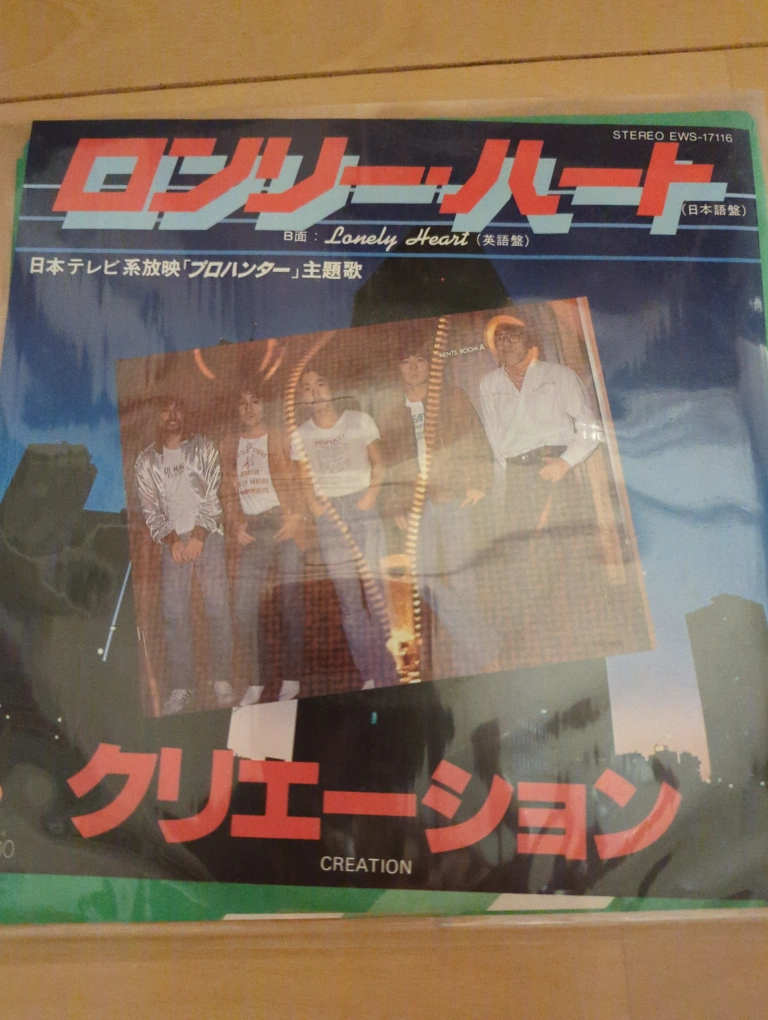 STEREO EWS-17116
ロンリー・ハート
(日本語盤)
B面 : Lonely Heart (英語盤)
日本テレビ系放映「プロハンター」主題歌
クリエーション
CREATION